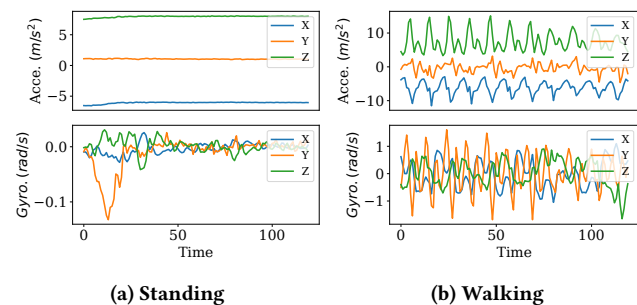 Acce. (m/s²)
5
0
−5
X
Y
Z
Acce. (m/s²)
10
0
−10
X
Y
Z
Gyro. (rad/s)
0.0
−0.1
X
Y
Z
0
50
100
Time
Gyro. (rad/s)
1
0
−1
X
Y
Z
0
50
100
Time
(a) Standing
(b) Walking